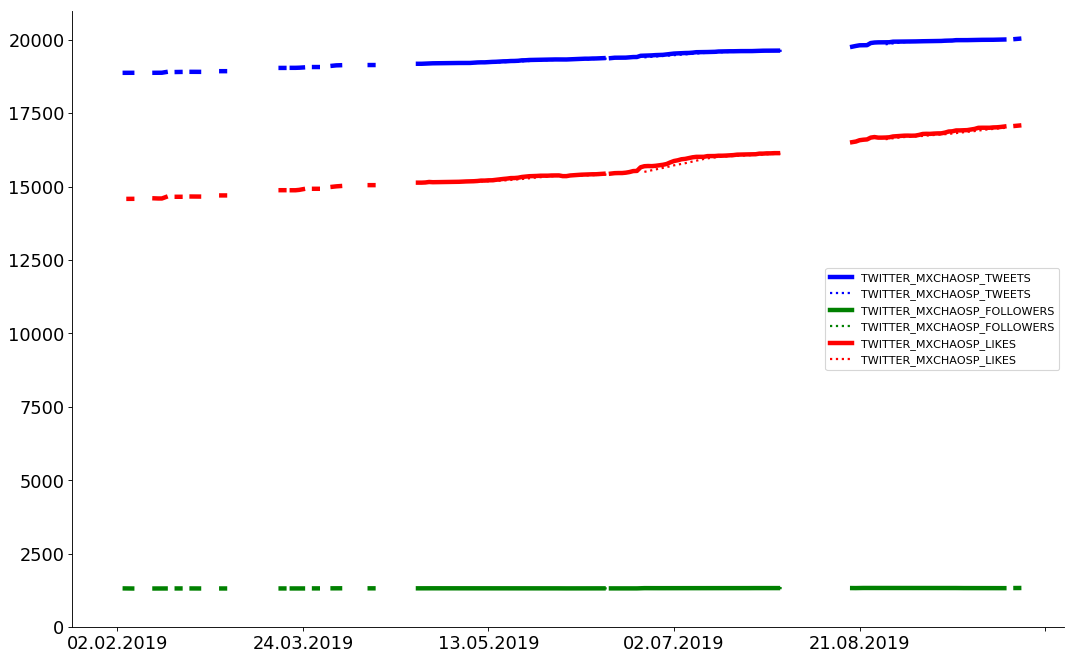 20000
17500
15000
12500
10000
7500
5000
2500
0
02.02.2019 24.03.2019 13.05.2019 02.07.2019 21.08.2019
TWITTER_MXCHAOSP_TWEETS
TWITTER_MXCHAOSP_TWEETS
TWITTER_MXCHAOSP_FOLLOWERS
TWITTER_MXCHAOSP_FOLLOWERS
TWITTER_MXCHAOSP_LIKES
TWITTER_MXCHAOSP_LIKES